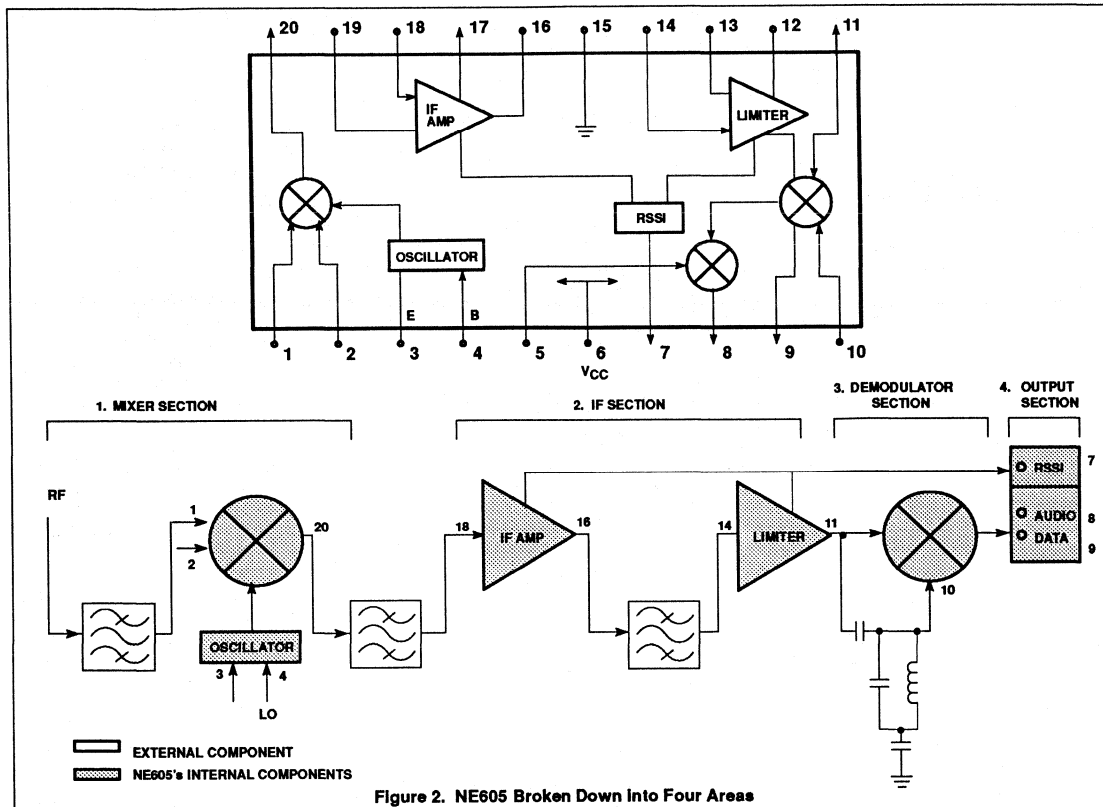 20 19 18 17 16 15 14 13 12 11
IF
AMP
LIMITER
RSSI
OSCILLATOR
E B
1 2 3 4 5 6 7 8 9 10
VCC
1. MIXER SECTION
2. IF SECTION
3. DEMODULATOR
SECTION
4. OUTPUT
SECTION
RF
1
2
20
OSCILLATOR
3 4
LO
18
IF AMP
16
14
LIMITER
11
10
RSSI 7
AUDIO 8
DATA 9
EXTERNAL COMPONENT
NE605's INTERNAL COMPONENTS
Figure 2. NE605 Broken Down into Four Areas